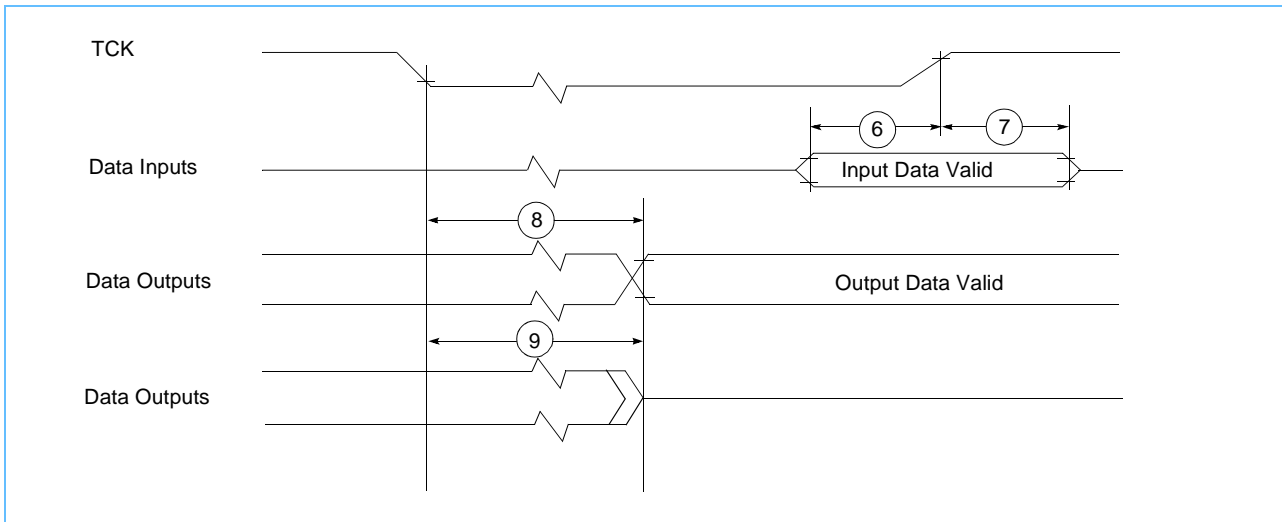 TCK
6
7
Data Inputs
Input Data Valid
8
Data Outputs
Output Data Valid
9
Data Outputs